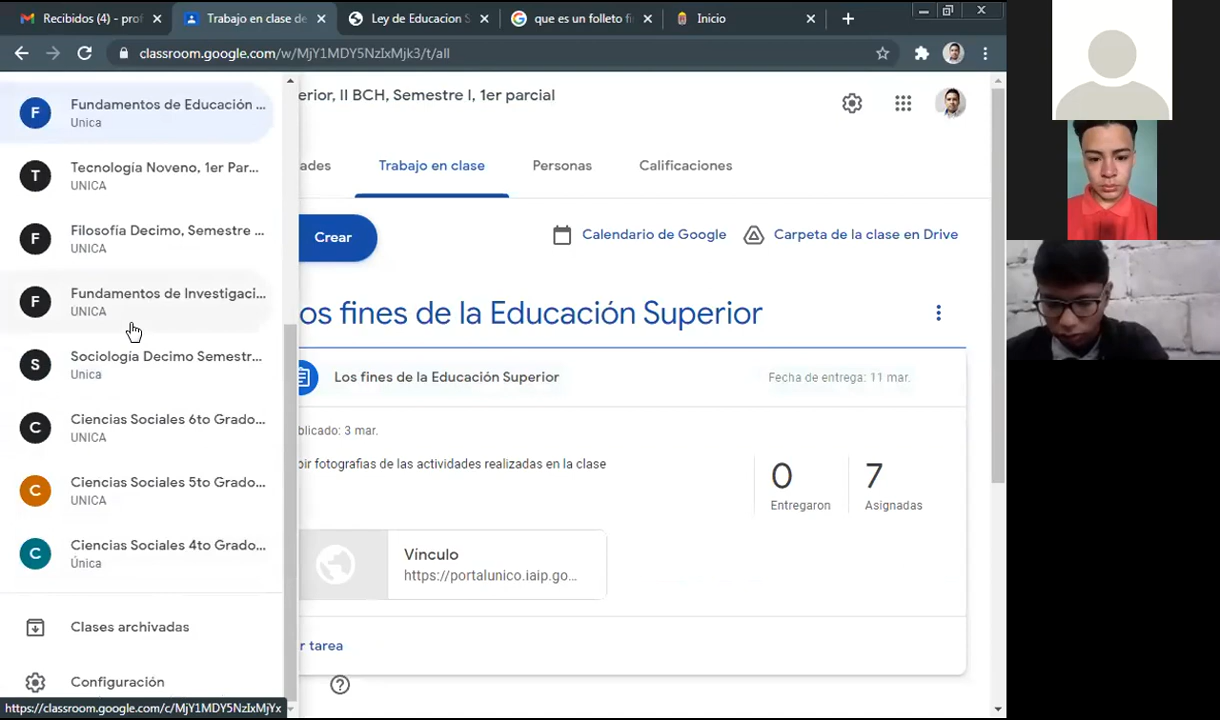 Recibidos (4) - prof
Trabajo en clase de
Ley de Educacion S
que es un folleto fi
Inicio
classroom.google.com/w/MjY1MDY5NzIxMjk3/t/all
Fundamentos de Educación ...
Unica
Tecnología Noveno, 1er Par...
UNICA
Filosofía Decimo, Semestre ...
UNICA
Fundamentos de Investigaci...
UNICA
Sociología Decimo Semestr...
Unica
Ciencias Sociales 6to Grado...
UNICA
Ciencias Sociales 5to Grado...
UNICA
Ciencias Sociales 4to Grado...
Única
Clases archivadas
Configuración
https://classroom.google.com/c/MjY1MDY5NzIxMjYx
F
T
F
F
S
C
C
C
erior, II BCH, Semestre I, 1er parcial
ades
Trabajo en clase
Personas
Calificaciones
Crear
Calendario de Google
Carpeta de la clase en Drive
os fines de la Educación Superior
Los fines de la Educación Superior
Fecha de entrega: 11 mar.
blicado: 3 mar.
bir fotografias de las actividades realizadas en la clase
0
Entregaron
7
Asignadas
Vínculo
https://portalunico.iaip.go...
r tarea